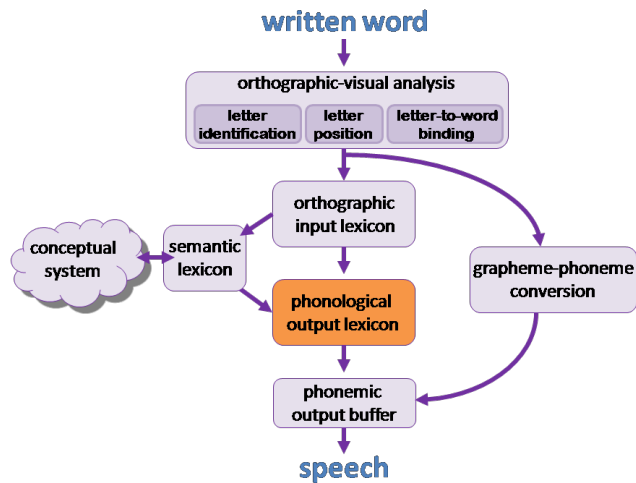 written word
orthographic-visual analysis
letter
identification
letter
position
letter-to-word
binding
orthographic
input lexicon
conceptual
system
semantic
lexicon
grapheme-phoneme
conversion
phonological
output lexicon
phonemic
output buffer
speech